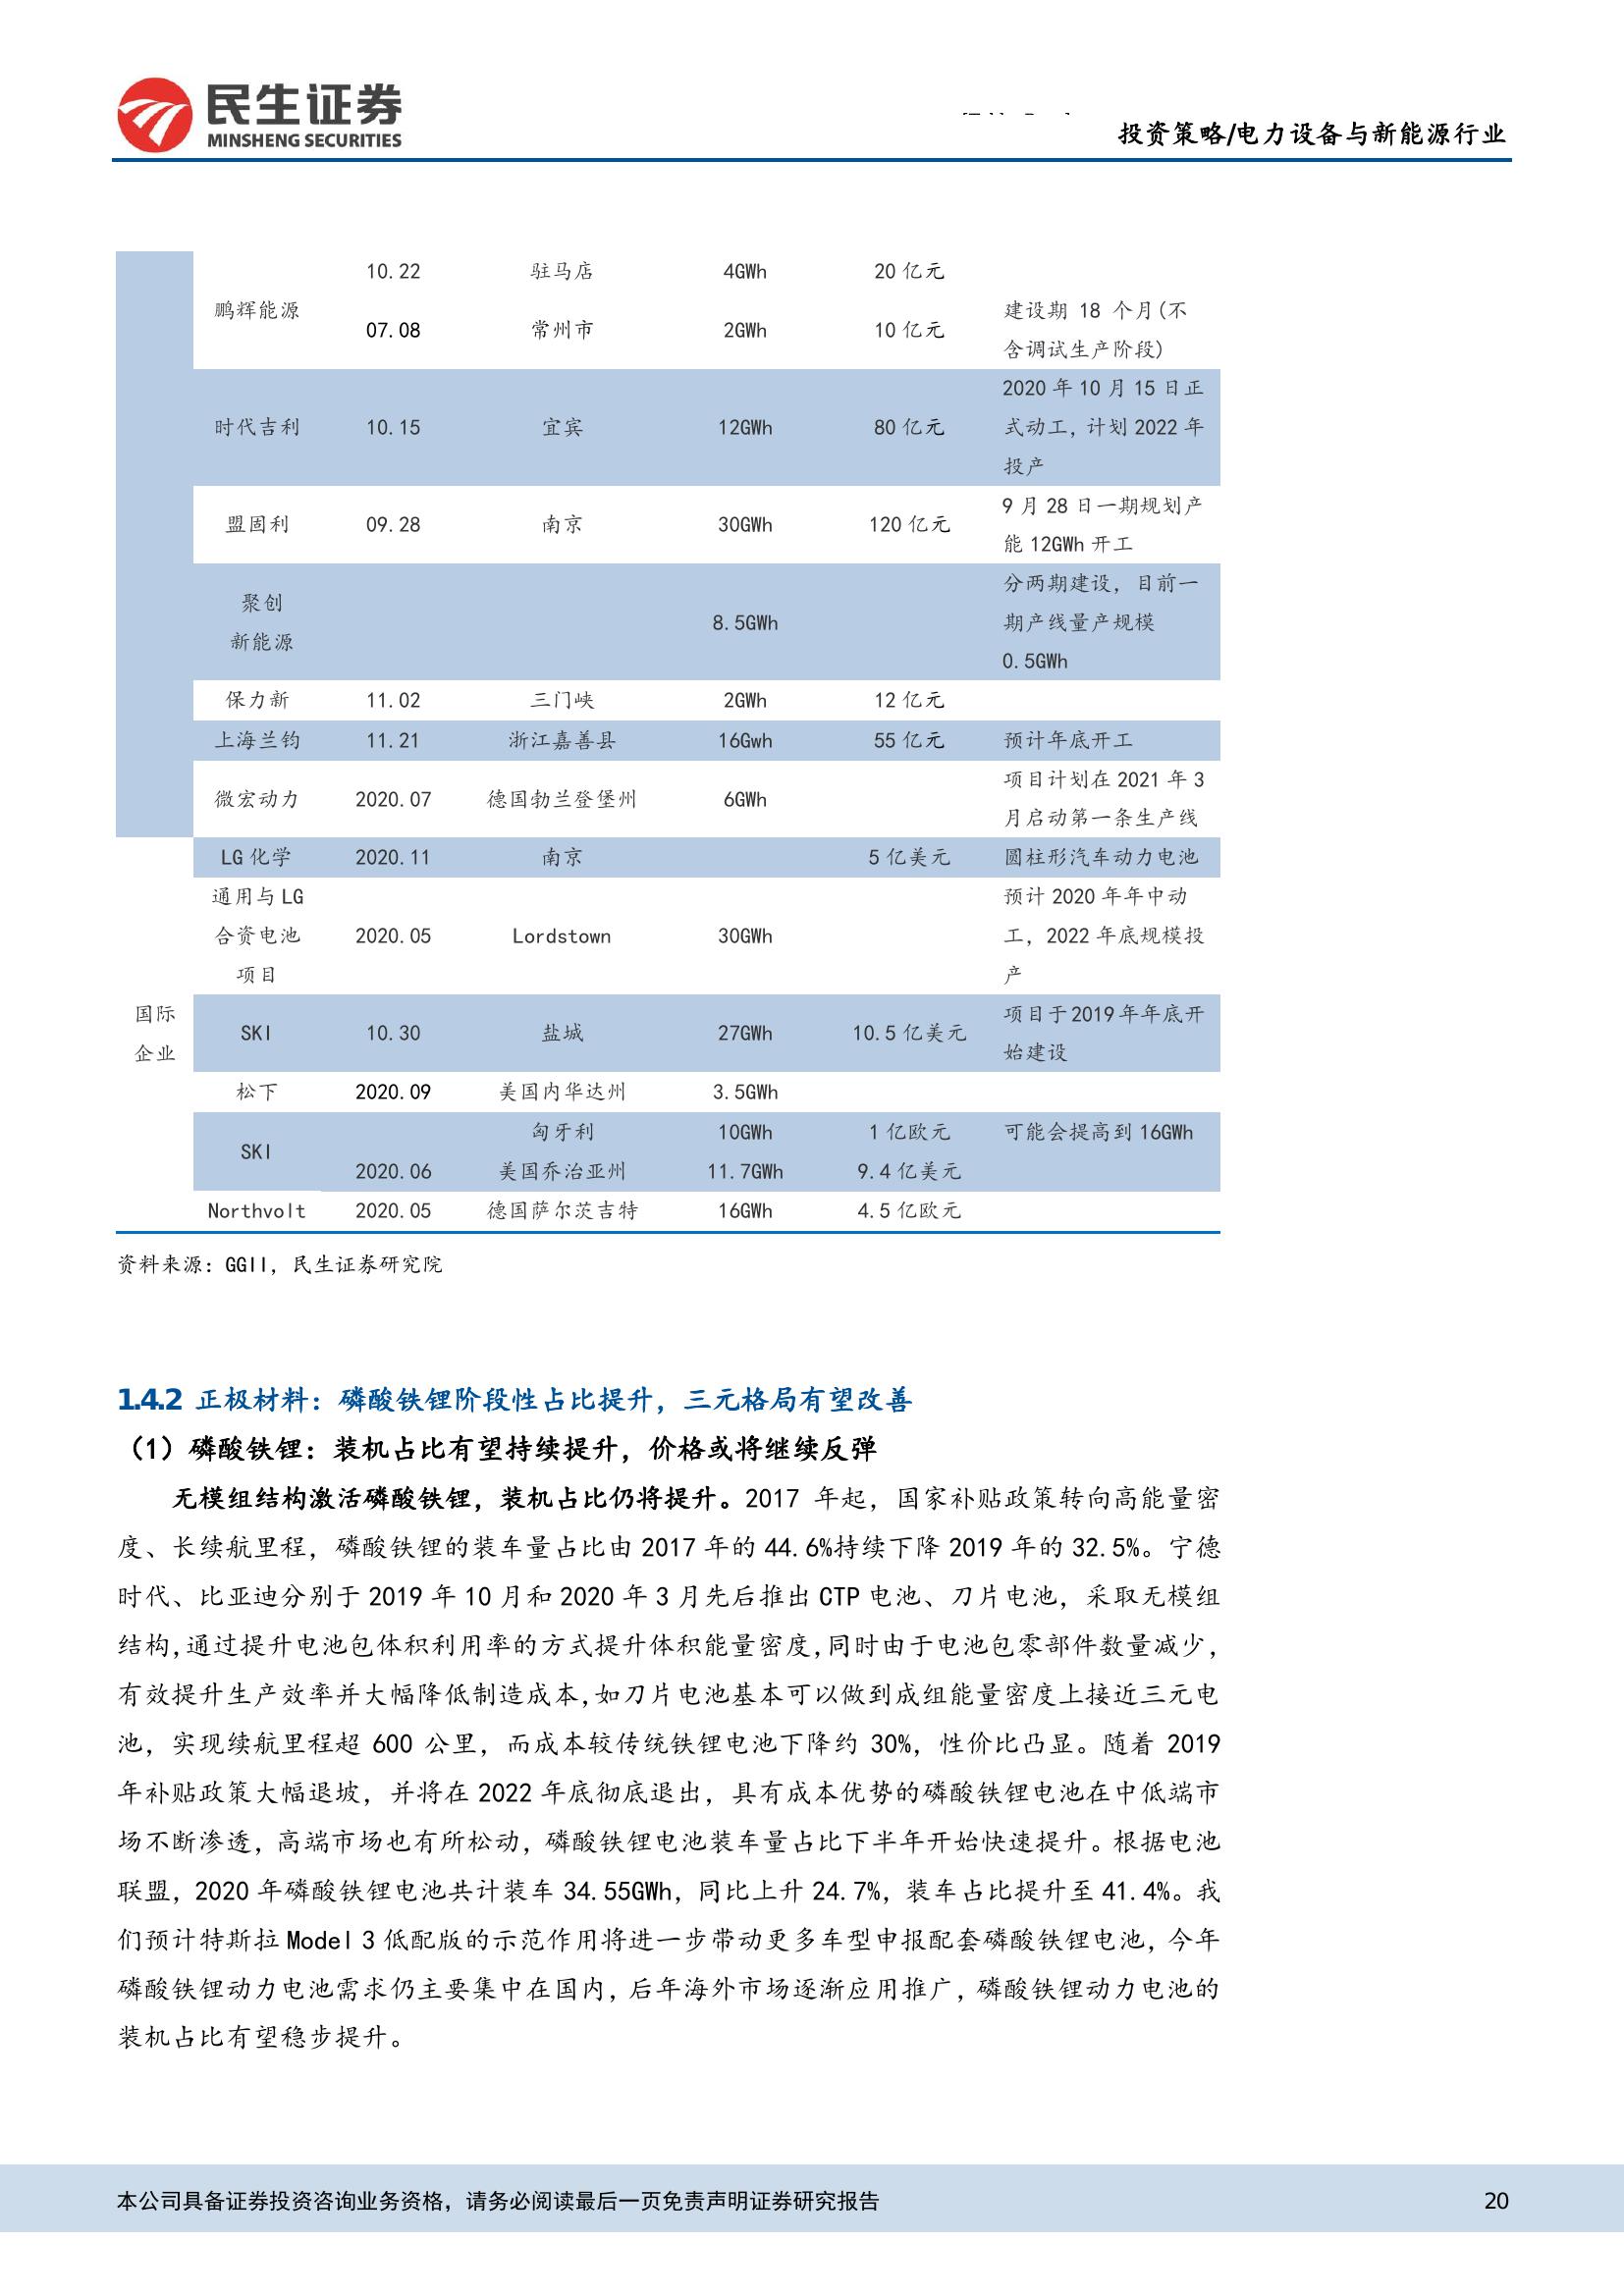 民生证券
MINSHENG SECURITIES
投资策略/电力设备与新能源行业
鹏辉能源 10.22 驻马店 4GWh 20 亿元
07.08 常州市 2GWh 10 亿元 建设期 18 个月(不
含调试生产阶段)
时代吉利 10.15 宜宾 12GWh 80 亿元 2020 年 10 月 15 日正
式动工，计划 2022 年
投产
盟固利 09.28 南京 30GWh 120 亿元 9 月 28 日一期规划产
能 12GWh 开工
聚创
新能源 8.5GWh 分两期建设，目前一
期产线量产规模
0.5GWh
保力新 11.02 三门峡 2GWh 12 亿元
上海兰钧 11.21 浙江嘉善县 16Gwh 55 亿元 预计年底开工
微宏动力 2020.07 德国勃兰登堡州 6GWh 项目计划在 2021 年 3
月启动第一条生产线
国际
企业
LG 化学 2020.11 南京 5 亿美元 圆柱形汽车动力电池
通用与 LG
合资电池
项目 2020.05 Lordstown 30GWh 预计 2020 年年中动
工，2022 年底规模投
产
SKI 10.30 盐城 27GWh 10.5 亿美元 项目于2019年年底开
始建设
松下 2020.09 美国内华达州 3.5GWh
SKI 匈牙利 10GWh 1 亿欧元 可能会提高到 16GWh
2020.06 美国乔治亚州 11.7GWh 9.4 亿美元
Northvolt 2020.05 德国萨尔茨吉特 16GWh 4.5 亿欧元
资料来源：GGII，民生证券研究院
1.4.2 正极材料：磷酸铁锂阶段性占比提升，三元格局有望改善
（1）磷酸铁锂：装机占比有望持续提升，价格或将继续反弹
无模组结构激活磷酸铁锂，装机占比仍将提升。2017 年起，国家补贴政策转向高能量密
度、长续航里程，磷酸铁锂的装车量占比由 2017 年的 44.6%持续下降 2019 年的 32.5%。宁德
时代、比亚迪分别于 2019 年 10 月和 2020 年 3 月先后推出 CTP 电池、刀片电池，采取无模组
结构，通过提升电池包体积利用率的方式提升体积能量密度，同时由于电池包零部件数量减少，
有效提升生产效率并大幅降低制造成本，如刀片电池基本可以做到成组能量密度上接近三元电
池，实现续航里程超 600 公里，而成本较传统铁锂电池下降约 30%，性价比凸显。随着 2019
年补贴政策大幅退坡，并将在 2022 年底彻底退出，具有成本优势的磷酸铁锂电池在中低端市
场不断渗透，高端市场也有所松动，磷酸铁锂电池装车量占比下半年开始快速提升。根据电池
联盟，2020 年磷酸铁锂电池共计装车 34.55GWh，同比上升 24.7%，装车占比提升至 41.4%。我
们预计特斯拉 Model 3 低配版的示范作用将进一步带动更多车型申报配套磷酸铁锂电池，今年
磷酸铁锂动力电池需求仍主要集中在国内，后年海外市场逐渐应用推广，磷酸铁锂动力电池的
装机占比有望稳步提升。
本公司具备证券投资咨询业务资格，请务必阅读最后一页免责声明证券研究报告 20